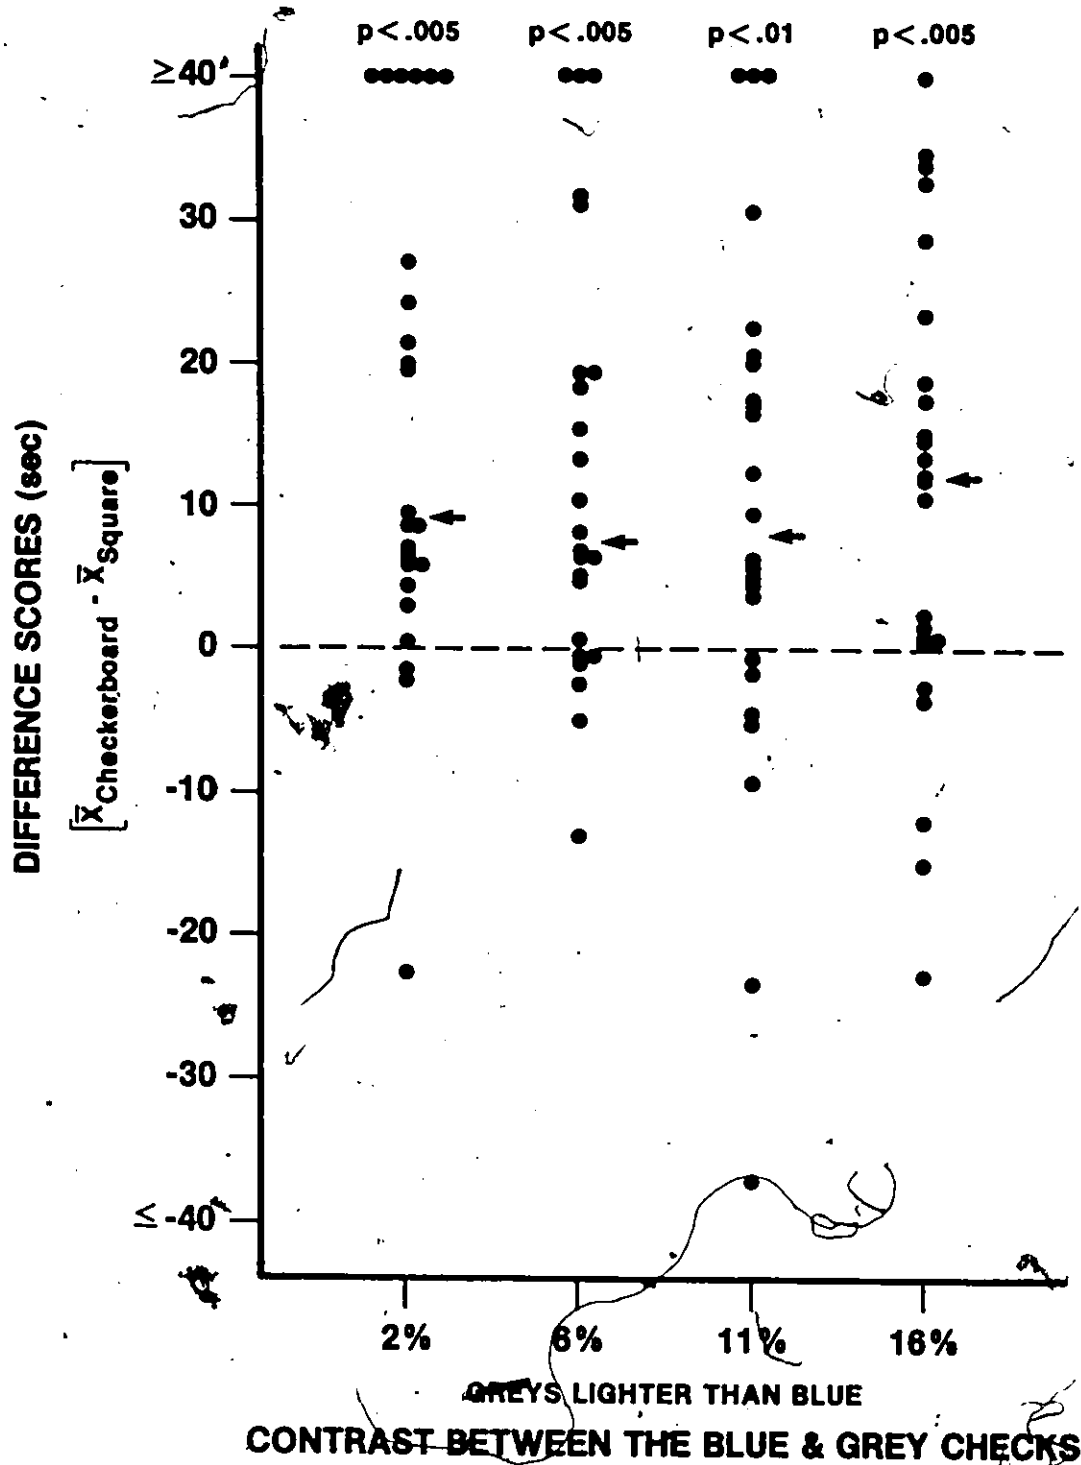 p<.005 p<.005 p<.01 p<.005
≥40
30
20
10
0
-10
-20
-30
≤-40
DIFFERENCE SCORES (sec)
[X̄Checkerboard - X̄Square]
2% 6% 11% 16%
GREYS LIGHTER THAN BLUE
CONTRAST BETWEEN THE BLUE & GREY CHECKS